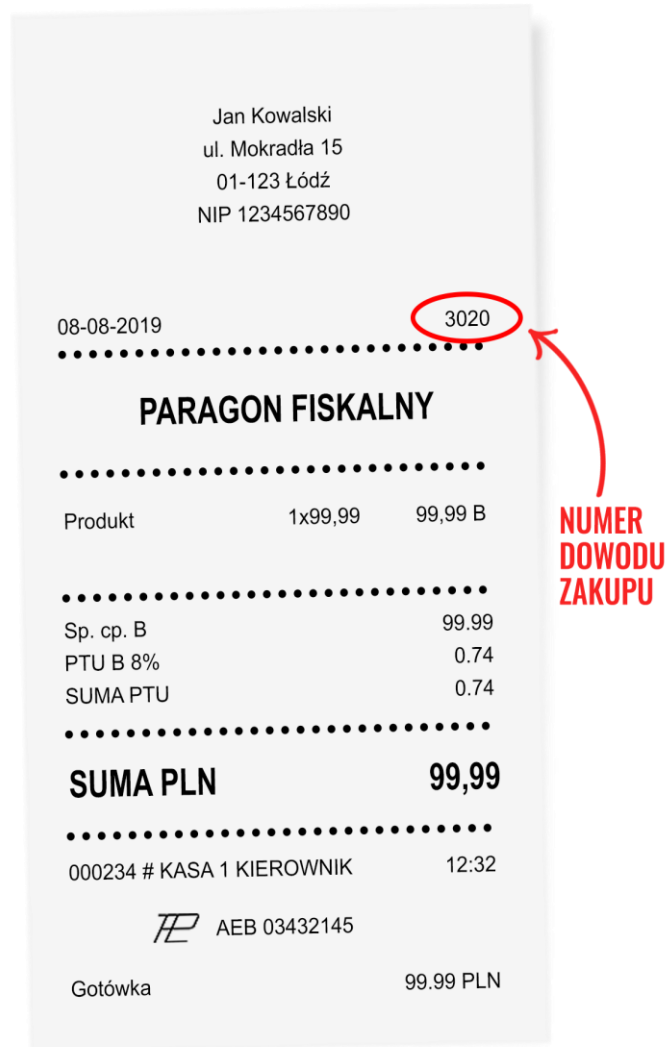 Jan Kowalski
ul. Mokradła 15
01-123 Łódź
NIP 1234567890
08-08-2019 3020
PARAGON FISKALNY
Produkt 1x99,99 99,99 B
Sp. cp. B 99.99
PTU B 8% 0.74
SUMA PTU 0.74
SUMA PLN 99,99
000234 # KASA 1 KIEROWNIK 12:32
AEB 03432145
Gotówka 99.99 PLN
NUMER
DOWODU
ZAKUPU